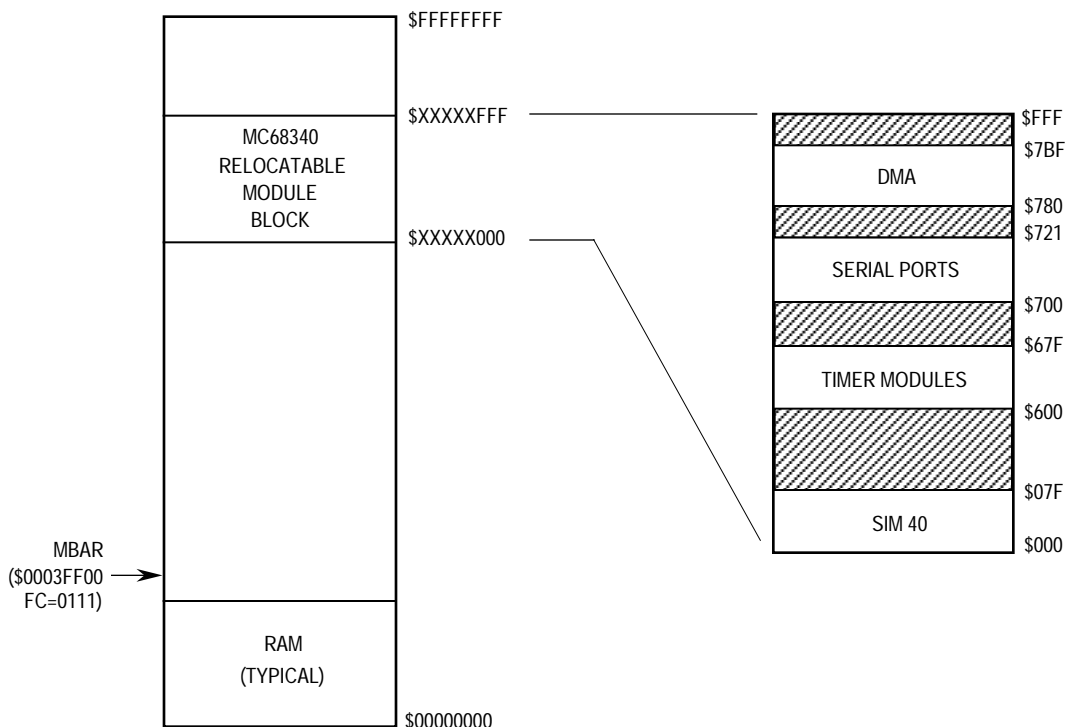 $FFFFFFFF
$XXXXXFFF
MC68340
RELOCATABLE
MODULE
BLOCK
$XXXXX000
MBAR
($0003FF00
FC=0111)
RAM
(TYPICAL)
$00000000
$FFF
$7BF
DMA
$780
$721
SERIAL PORTS
$700
$67F
TIMER MODULES
$600
$07F
SIM 40
$000